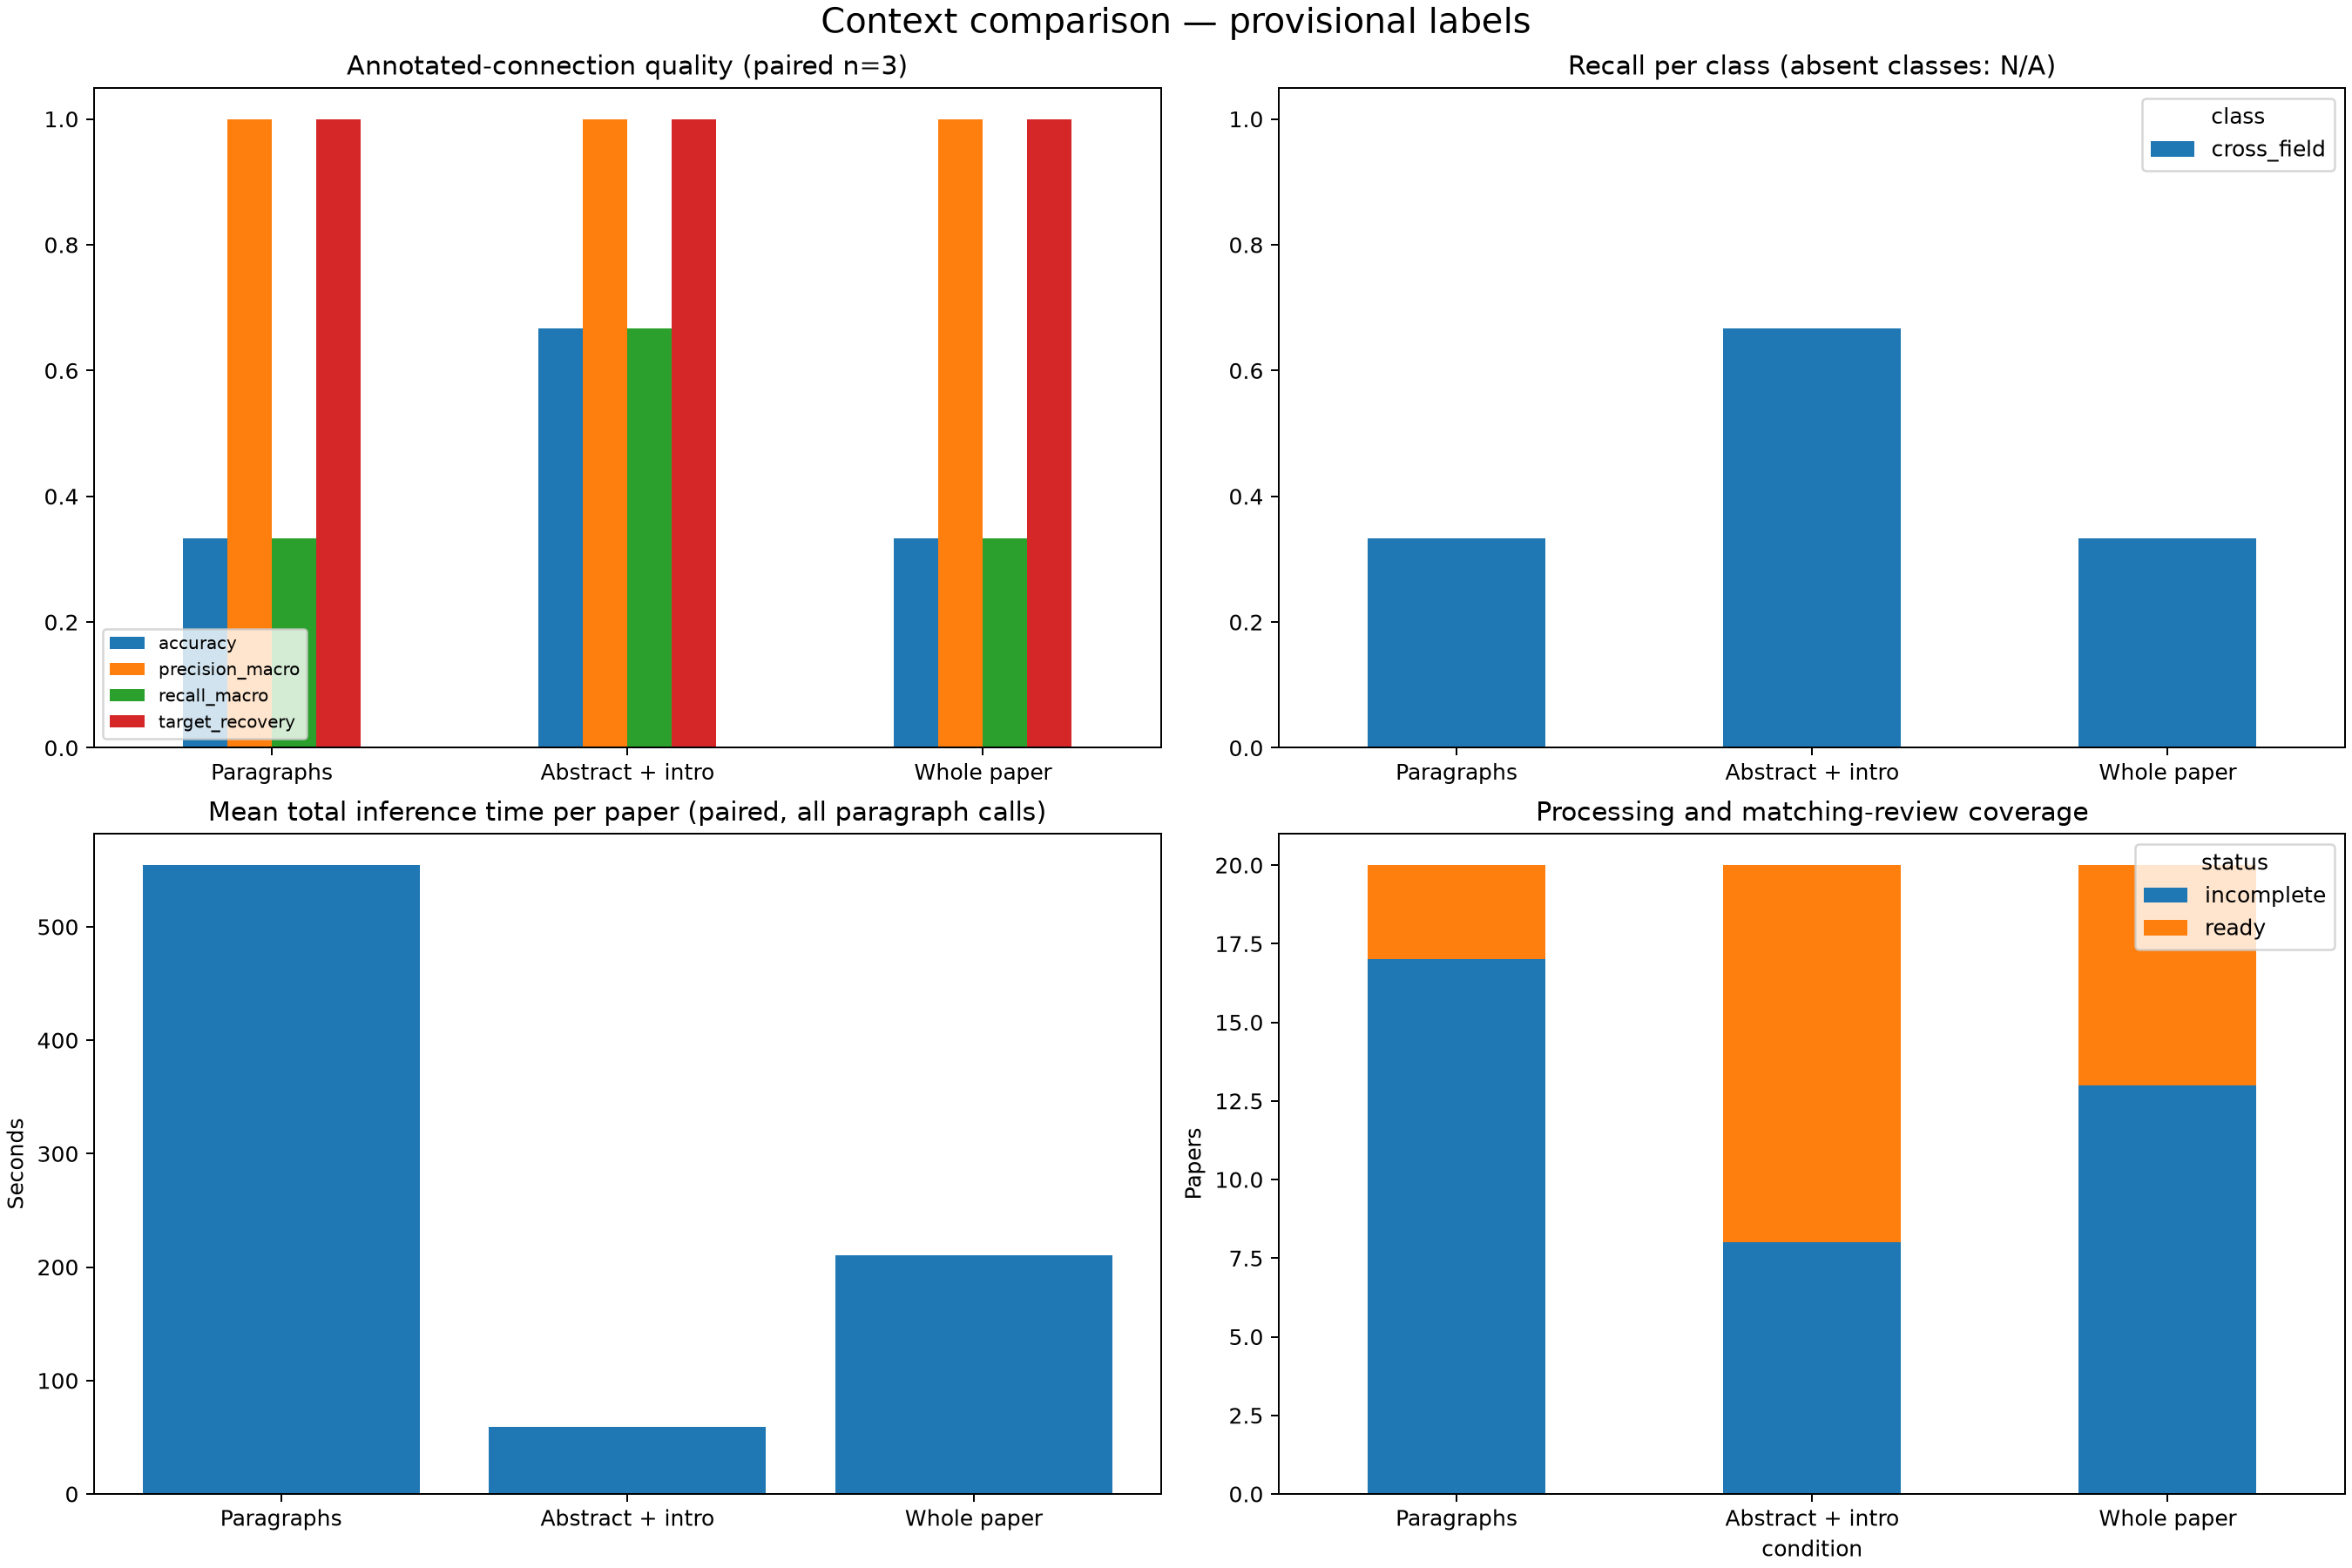 Context comparison — provisional labels
Annotated-connection quality (paired n=3)
1.0
0.8
0.6
0.4
0.2
0.0
accuracy
precision_macro
recall_macro
target_recovery
Paragraphs
Abstract + intro
Whole paper
Recall per class (absent classes: N/A)
1.0
0.8
0.6
0.4
0.2
0.0
class
cross_field
Paragraphs
Abstract + intro
Whole paper
Mean total inference time per paper (paired, all paragraph calls)
Seconds
500
400
300
200
100
0
Paragraphs
Abstract + intro
Whole paper
Processing and matching-review coverage
Papers
20.0
17.5
15.0
12.5
10.0
7.5
5.0
2.5
0.0
status
incomplete
ready
Paragraphs
Abstract + intro
Whole paper
condition